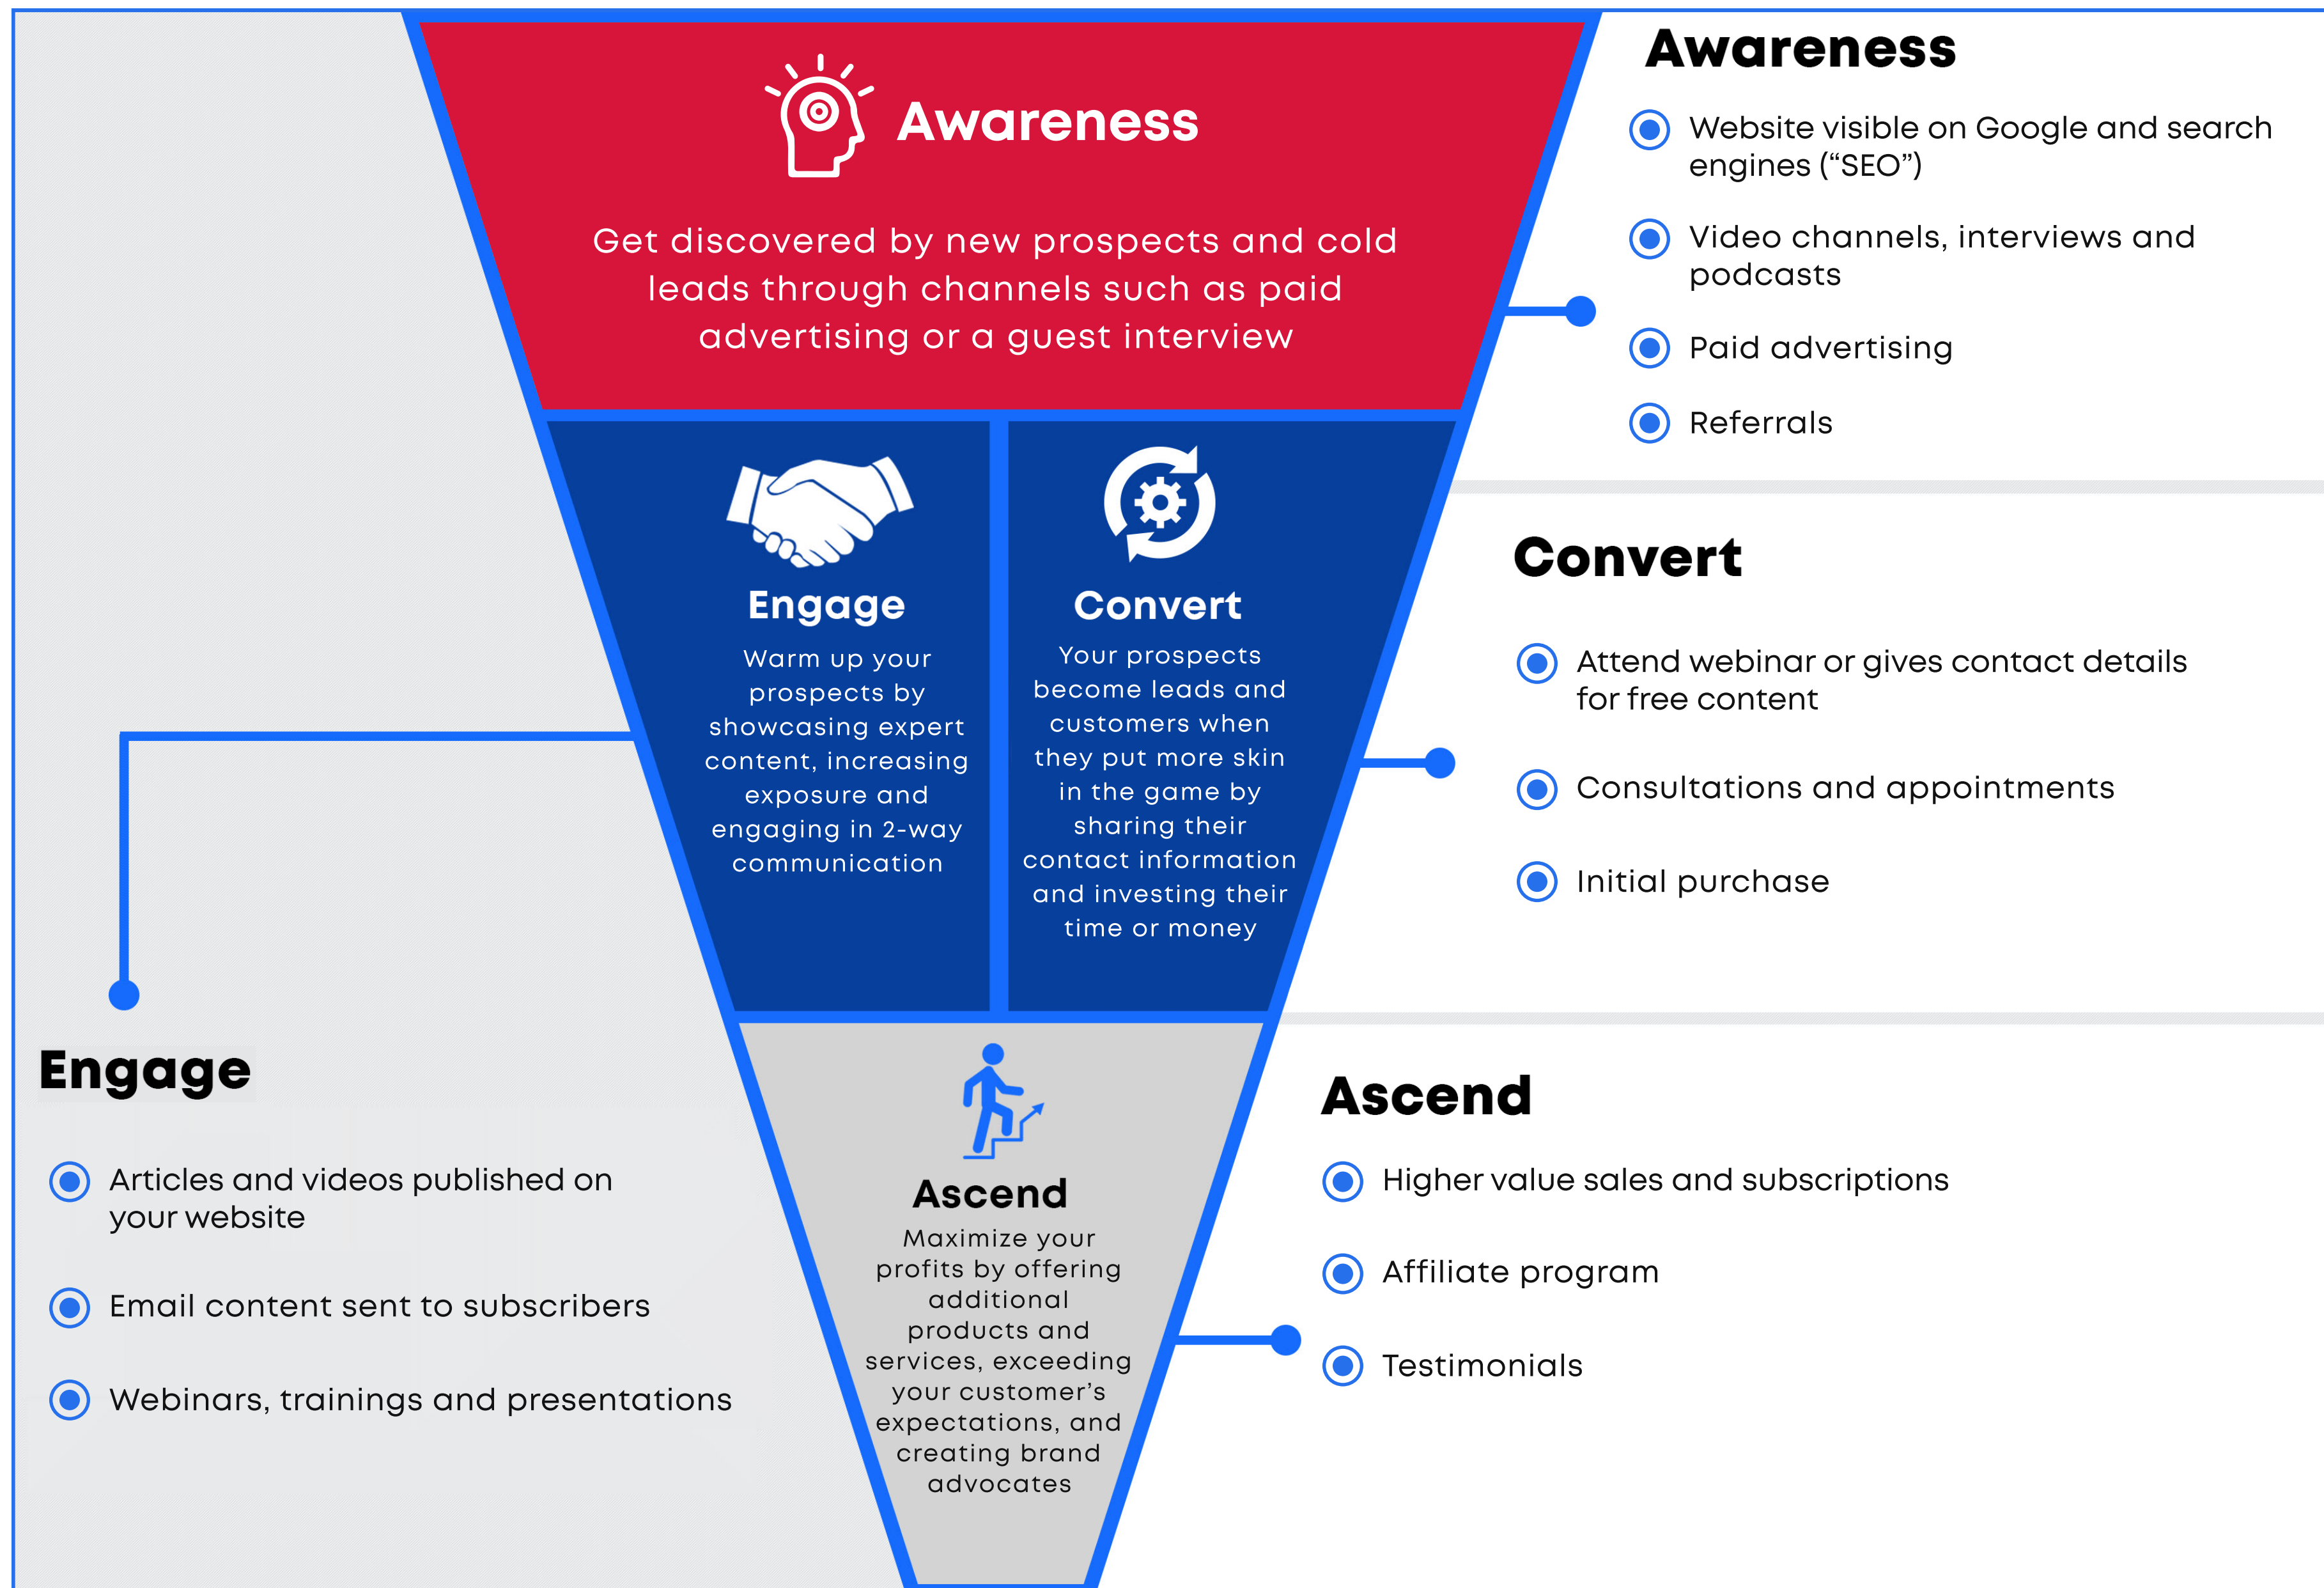 Awareness
Get discovered by new prospects and cold
leads through channels such as paid
advertising or a guest interview
Engage
Warm up your
prospects by
showcasing expert
content, increasing
exposure and
engaging in 2-way
communication
Convert
Your prospects
become leads and
customers when
they put more skin
in the game by
sharing their
contact information
and investing their
time or money
Ascend
Maximize your
profits by offering
additional
products and
services, exceeding
your customer’s
expectations, and
creating brand
advocates
Awareness
Website visible on Google and search
engines (“SEO”)
Video channels, interviews and
podcasts
Paid advertising
Referrals
Convert
Attend webinar or gives contact details
for free content
Consultations and appointments
Initial purchase
Engage
Articles and videos published on
your website
Email content sent to subscribers
Webinars, trainings and presentations
Ascend
Higher value sales and subscriptions
Affiliate program
Testimonials